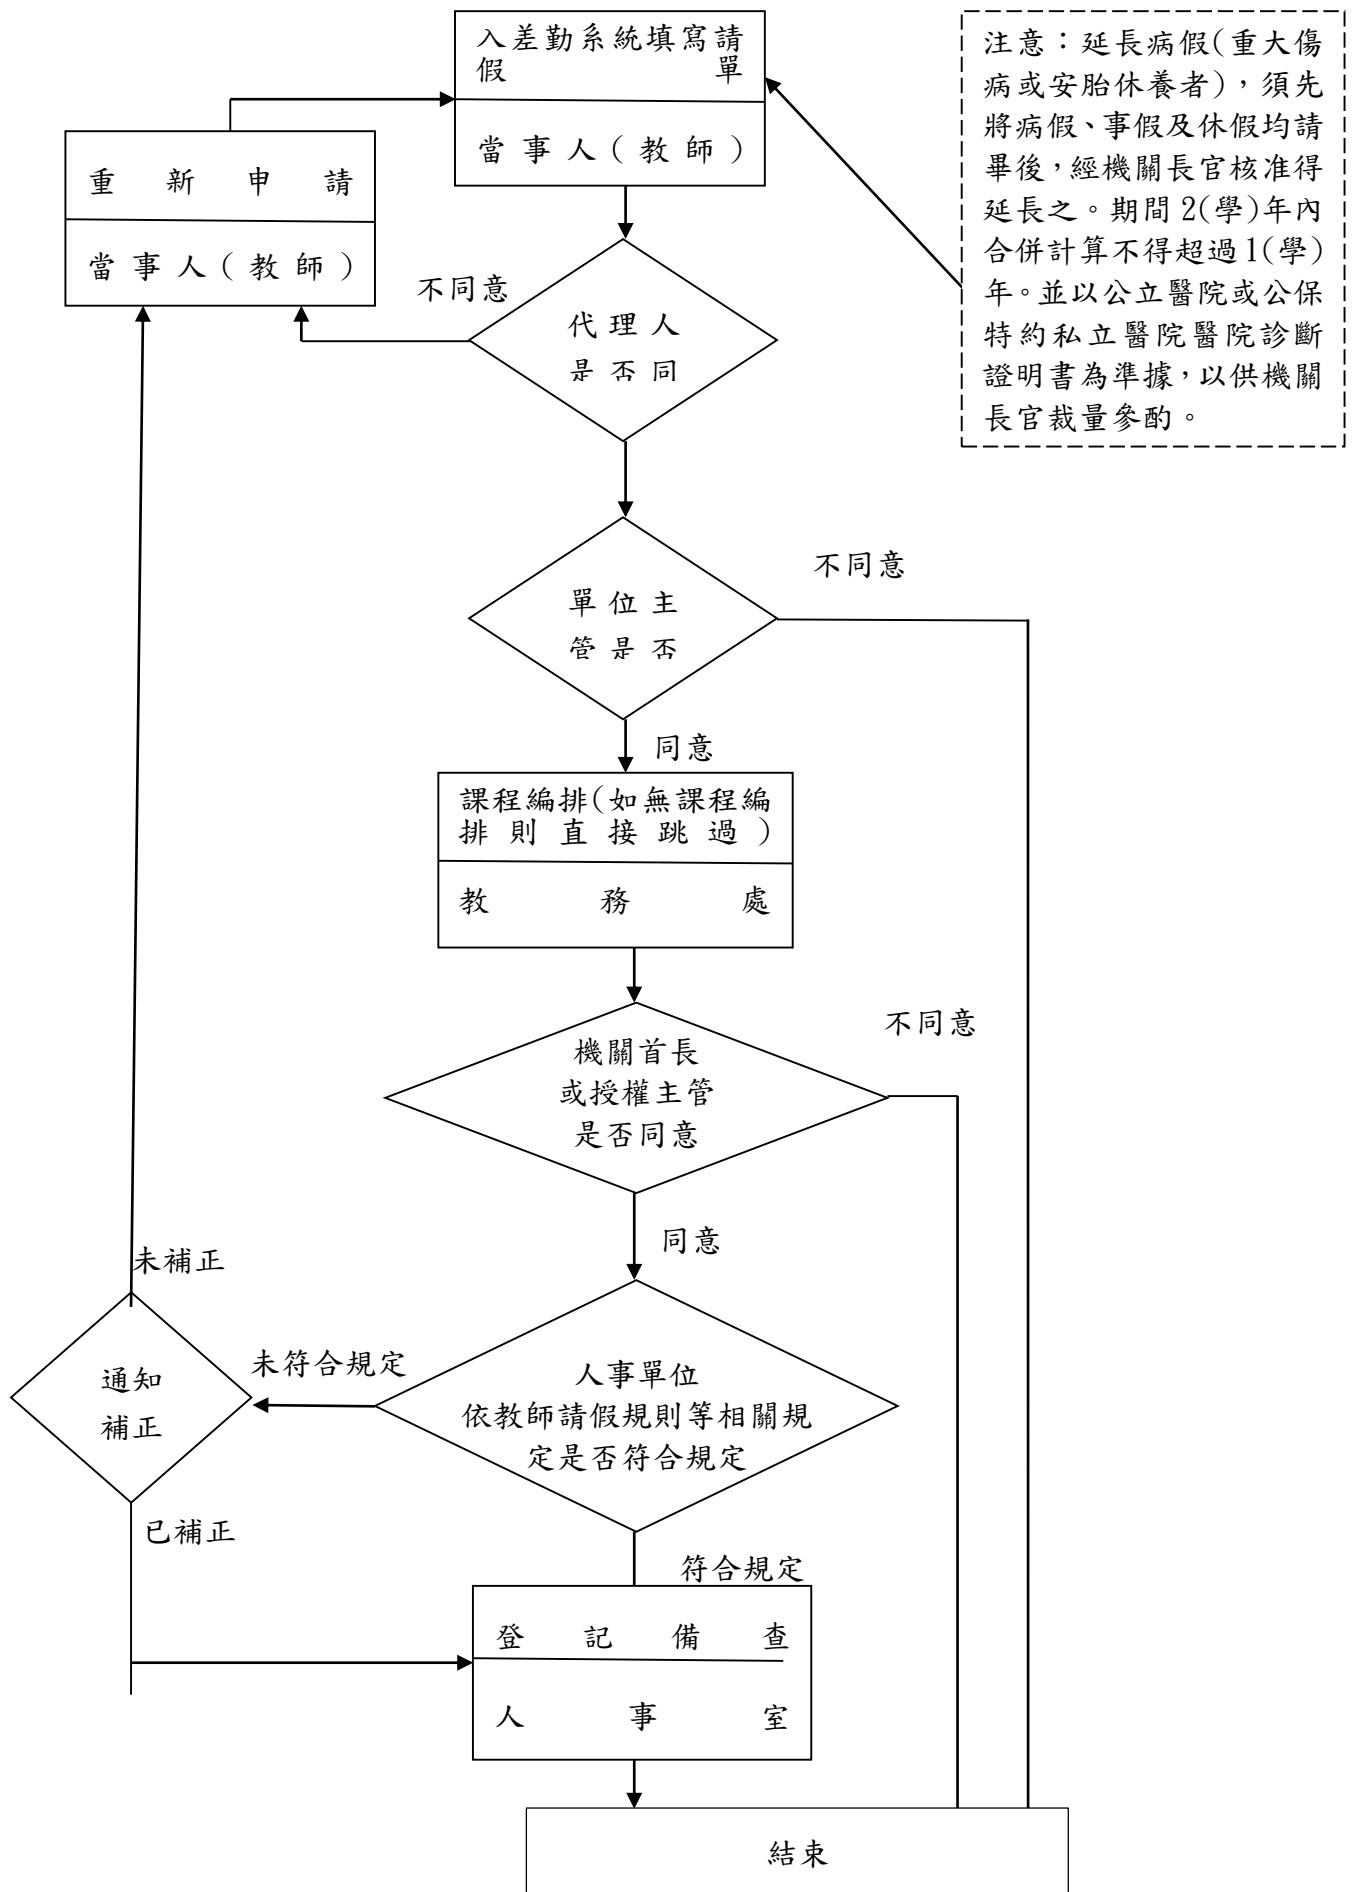 入差勤系統填寫請
假單
當事人(教師)
注意：延長病假(重大傷
病或安胎休養者)，須先
將病假、事假及休假均請
畢後，經機關長官核准得
延長之。期間2(學)年內
合併計算不得超過1(學)
年。並以公立醫院或公保
特約私立醫院醫院診斷
證明書為準據，以供機關
長官裁量參酌。
重新申請
當事人(教師)
不同意
代理人
是否同
不同意
單位主
管是否
同意
課程編排(如無課程編
排則直接跳過)
教務處
不同意
機關首長
或授權主管
是否同意
同意
未補正
通知
補正
未符合規定
人事單位
依教師請假規則等相關規
定是否符合規定
已補正
符合規定
登記備查
人事室
結束